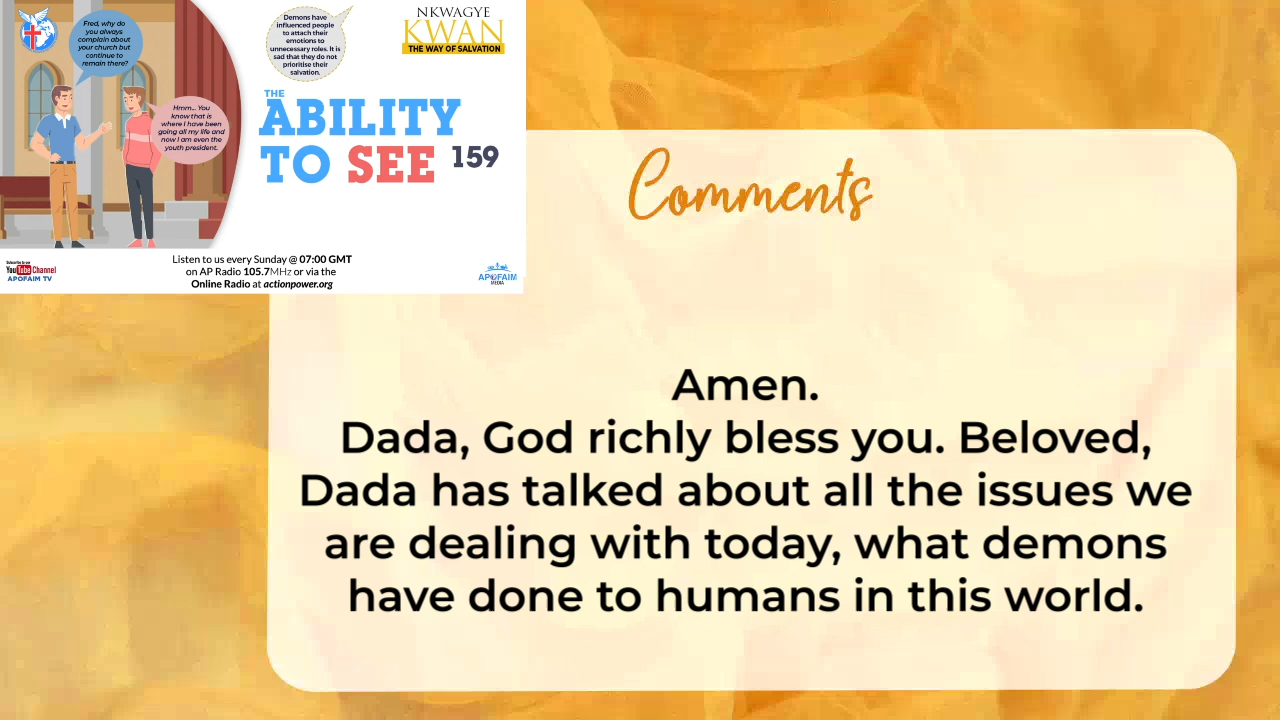 Fred, why do
you always
complain about
your church but
continue to
remain there?
Hmm... You
know that is
where I have been
going all my life and
now I am even the
youth president.
Demons have
influenced people
to attach their
emotions to
unnecessary roles. It is
sad that they do not
prioritise their
salvation.
NKWAGYE
KWAN
THE WAY OF SALVATION
THE
ABILITY
TO SEE 159
Subscribe to our
YouTube Channel
APOFAIM TV
Listen to us every Sunday @ 07:00 GMT
on AP Radio 105.7MHz or via the
Online Radio at actionpower.org
APOFAIM
MEDIA
Comments
Amen.
Dada, God richly bless you. Beloved,
Dada has talked about all the issues we
are dealing with today, what demons
have done to humans in this world.